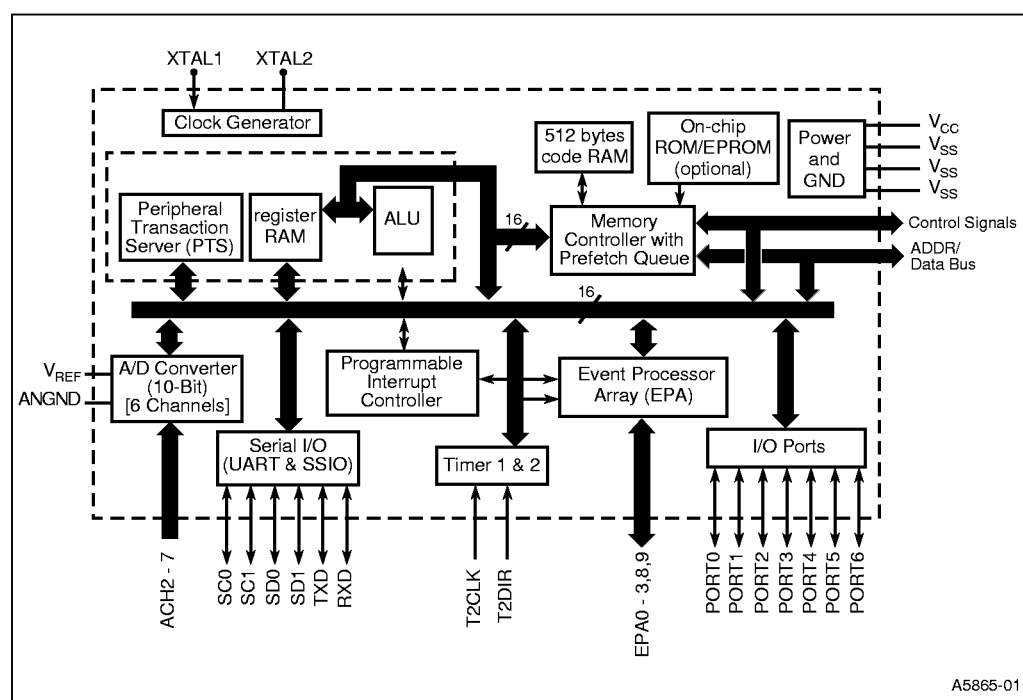 XTAL1
XTAL2
Clock Generator
512 bytes
code RAM
On-chip
ROM/EPROM
(optional)
Power
and
GND
VCC
VSS
VSS
VSS
Peripheral
Transaction
Server (PTS)
register
RAM
ALU
16
Memory
Controller with
Prefetch Queue
Control Signals
ADDR/
Data Bus
16
VREF
ANGND
A/D Converter
(10-Bit)
[6 Channels]
Programmable
Interrupt
Controller
Event Processor
Array (EPA)
Serial I/O
(UART & SSIO)
Timer 1 & 2
I/O Ports
ACH2 - 7
SC0
SC1
SD0
SD1
TXD
RXD
T2CLK
T2DIR
EPA0 - 3,8,9
PORT0
PORT1
PORT2
PORT3
PORT4
PORT5
PORT6
A5865-01